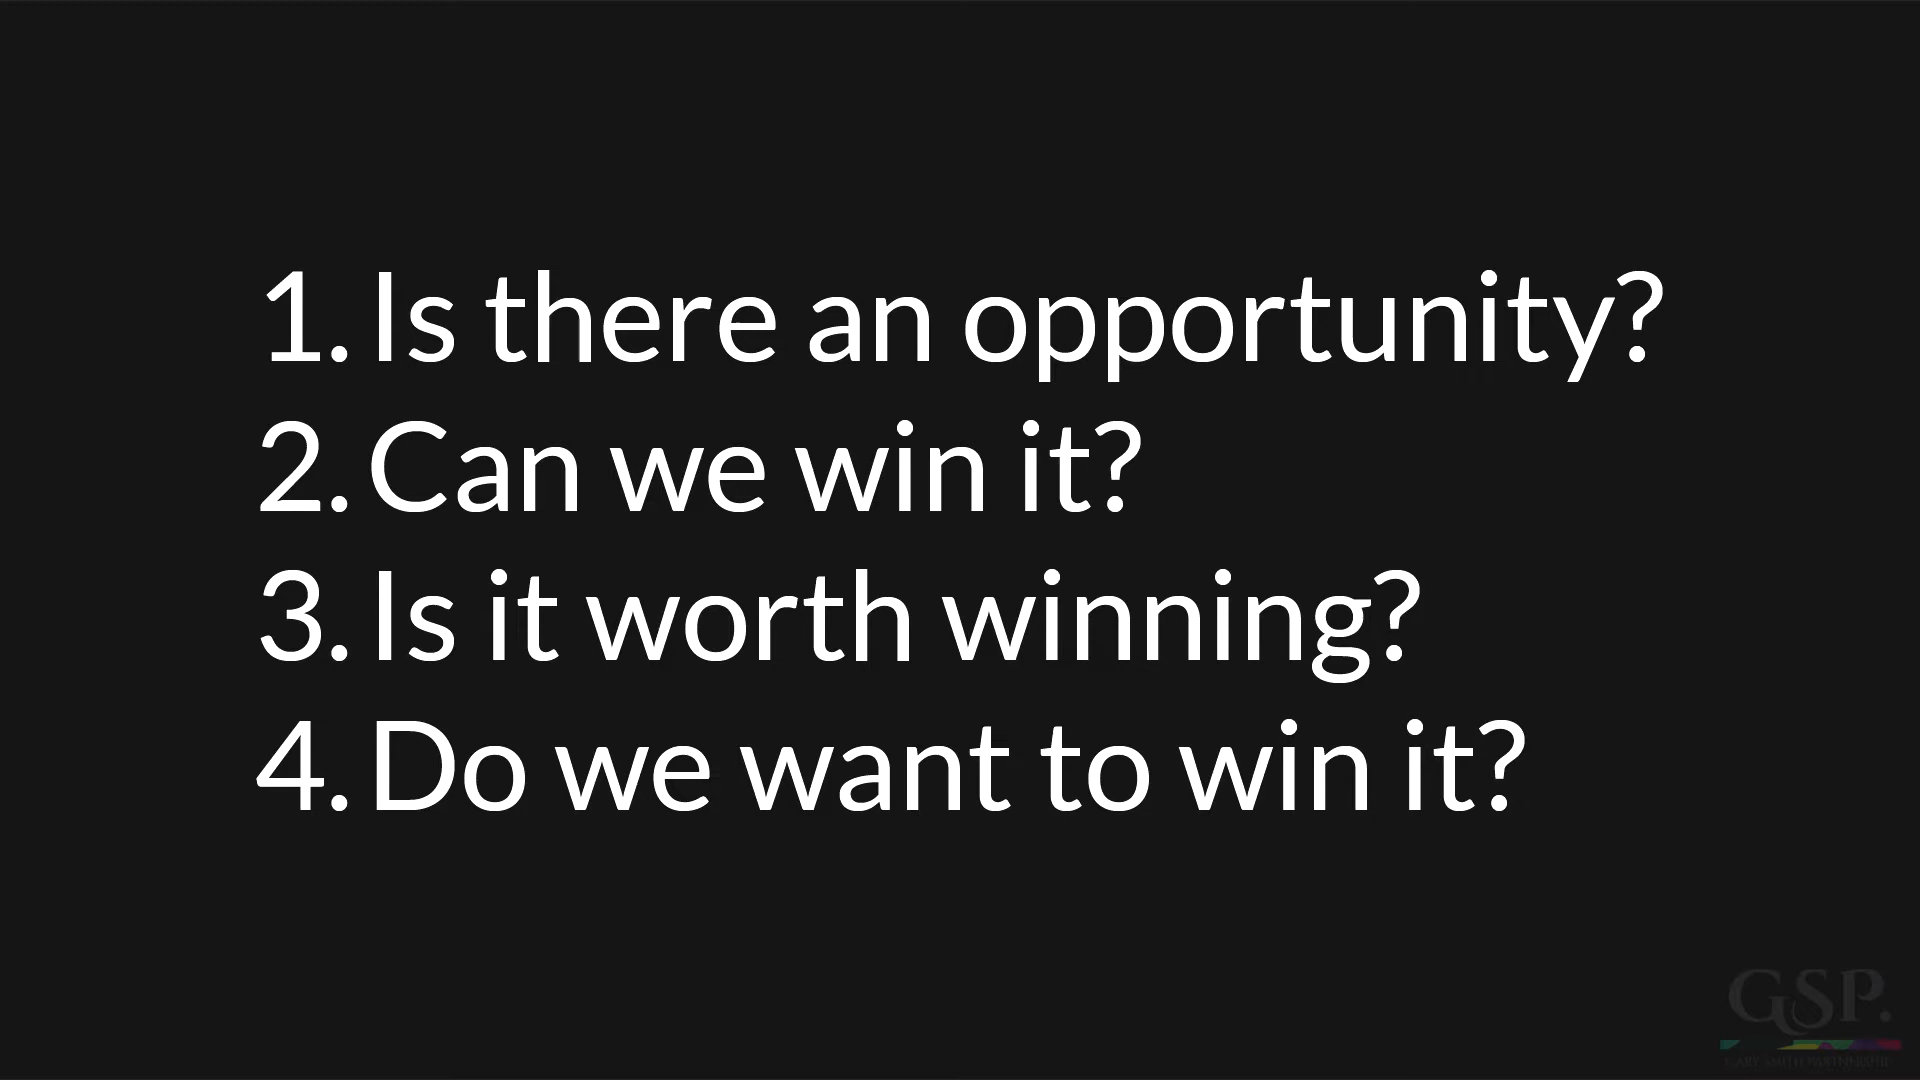 1. Is there an opportunity?
2. Can we win it?
3. Is it worth winning?
4. Do we want to win it?
GSP.